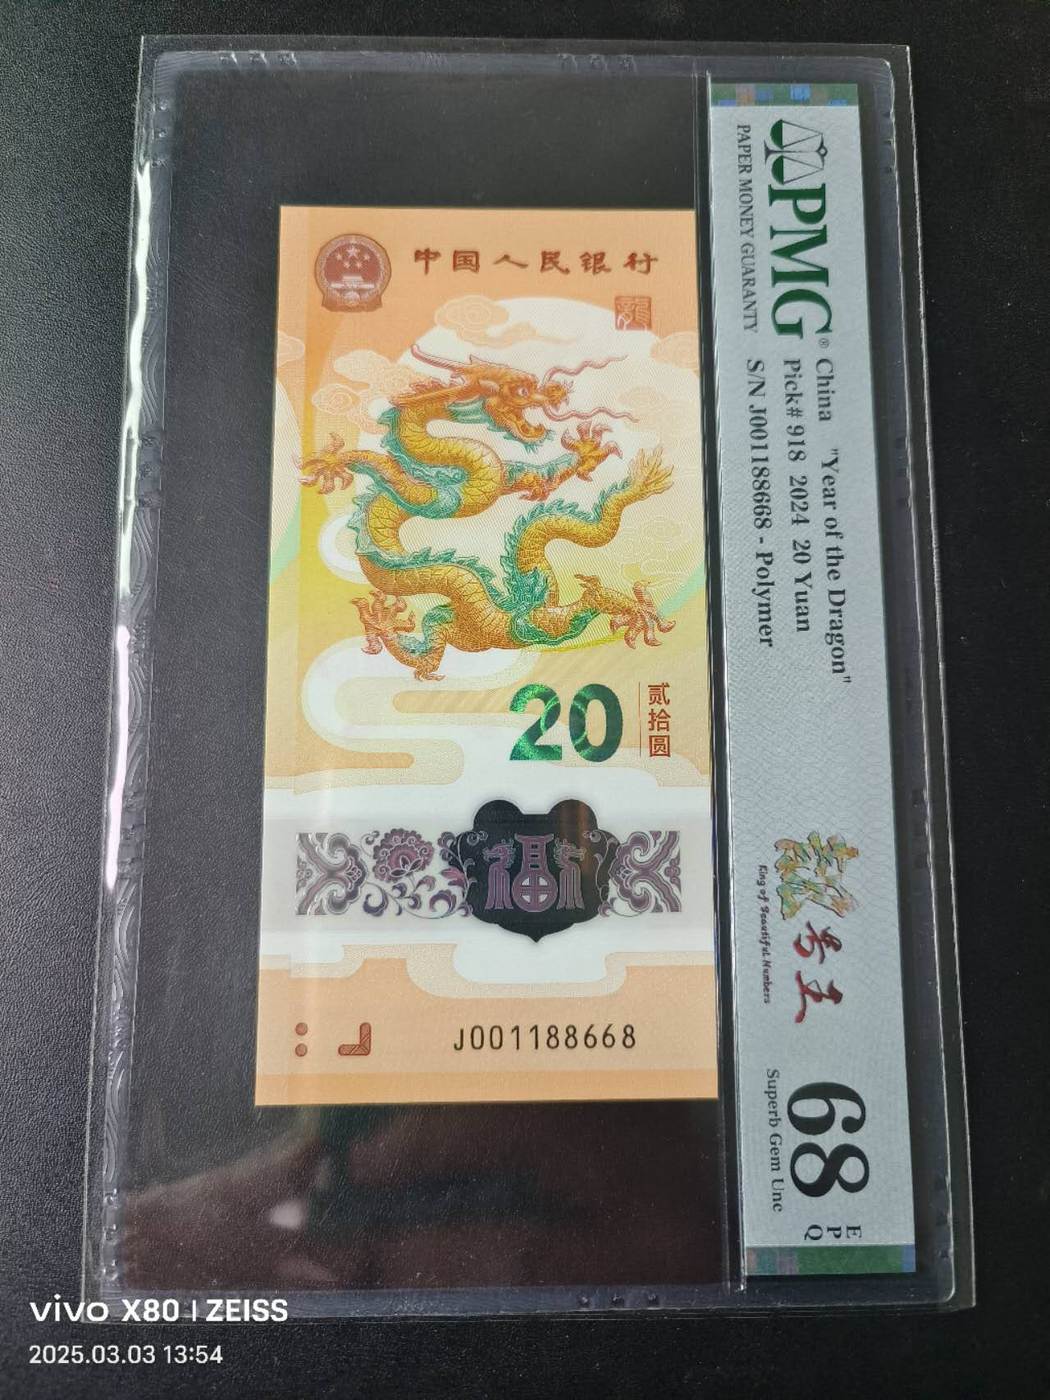 中国人民银行
龍
20
贰拾圆
福
J001188668
PMG®
PAPER MONEY GUARANTY
China "Year of the Dragon"
Pick# 918 2024 20 Yuan
S/N J001188668 - Polymer
King of Beautiful Numbers
号王
68
EPQ
Superb Gem Unc
vivo X80 | ZEISS
2025.03.03 13:54